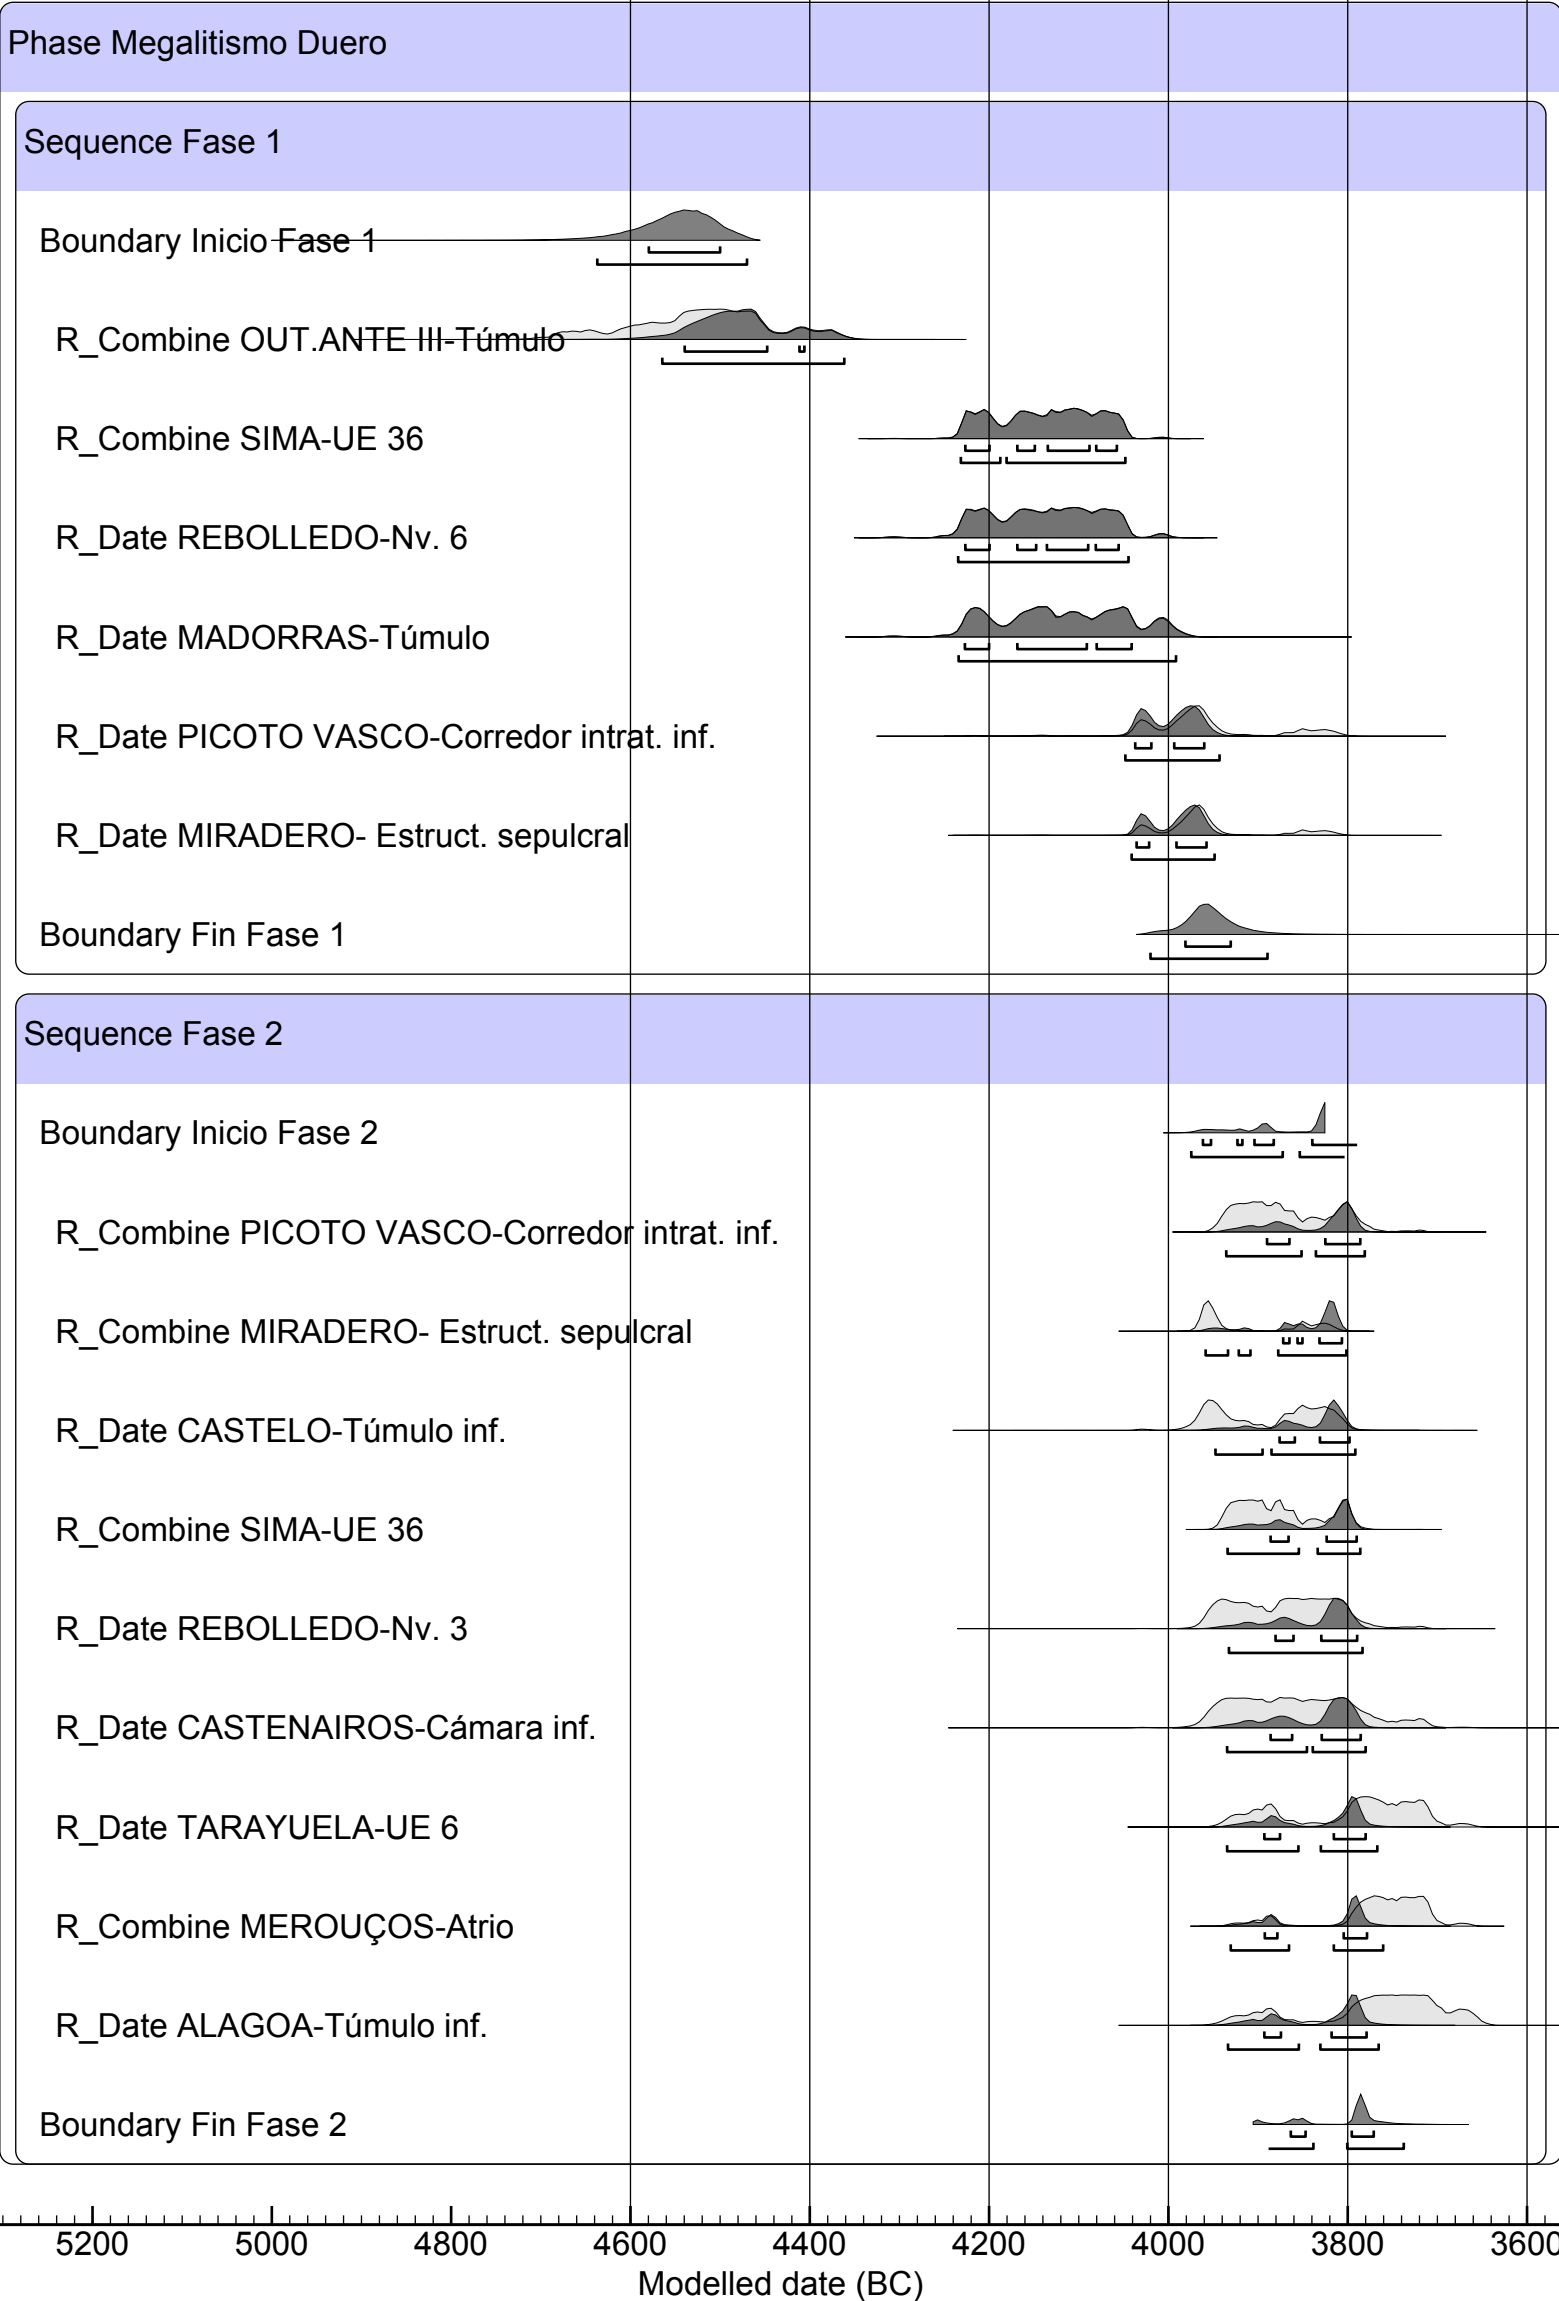 Phase Megalitismo Duero
Sequence Fase 1
Boundary Inicio Fase 1
R_Combine OUT.ANTE III-Túmulo
R_Combine SIMA-UE 36
R_Date REBOLLEDO-Nv. 6
R_Date MADORRAS-Túmulo
R_Date PICOTO VASCO-Corredor intrat. inf.
R_Date MIRADERO- Estruct. sepulcral
Boundary Fin Fase 1
Sequence Fase 2
Boundary Inicio Fase 2
R_Combine PICOTO VASCO-Corredor intrat. inf.
R_Combine MIRADERO- Estruct. sepulcral
R_Date CASTELO-Túmulo inf.
R_Combine SIMA-UE 36
R_Date REBOLLEDO-Nv. 3
R_Date CASTENAIROS-Cámara inf.
R_Date TARAYUELA-UE 6
R_Combine MEROUÇOS-Atrio
R_Date ALAGOA-Túmulo inf.
Boundary Fin Fase 2
5200 5000 4800 4600 4400 4200 4000 3800 3600
Modelled date (BC)